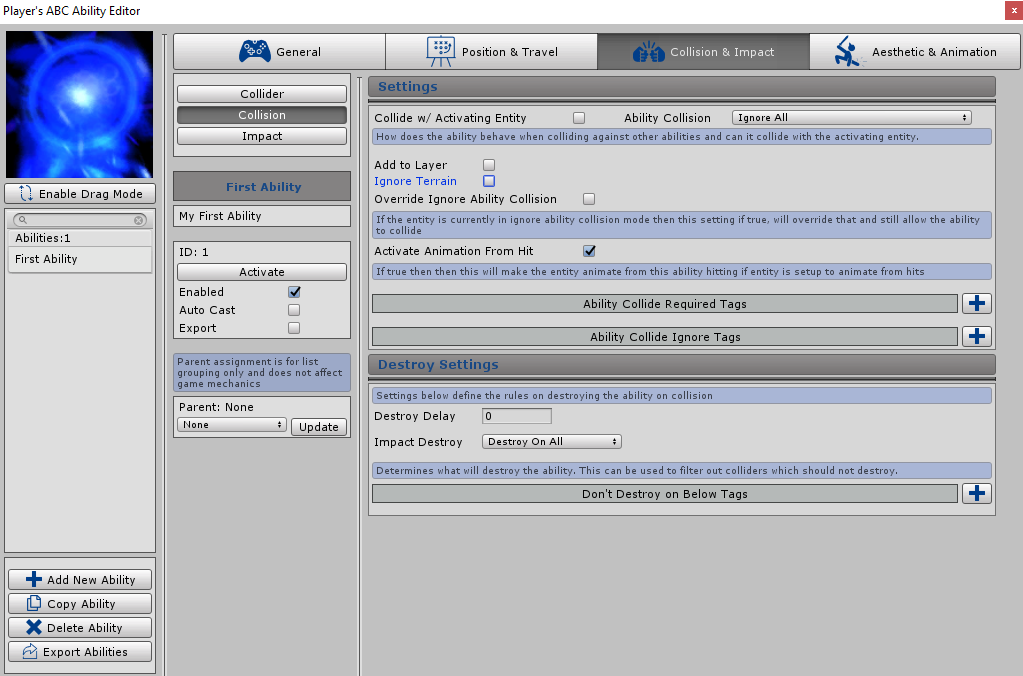 Player's ABC Ability Editor
x
General
Position & Travel
Collision & Impact
Aesthetic & Animation
Enable Drag Mode
Abilities:1
First Ability
Add New Ability
Copy Ability
Delete Ability
Export Abilities
Collider
Collision
Impact
First Ability
My First Ability
ID: 1
Activate
Enabled
Auto Cast
Export
Parent assignment is for list
grouping only and does not affect
game mechanics
Parent: None
None
Update
Settings
Collide w/ Activating Entity
Ability Collision
Ignore All
How does the ability behave when colliding against other abilities and can it collide with the activating entity.
Add to Layer
Ignore Terrain
Override Ignore Ability Collision
If the entity is currently in ignore ability collision mode then this setting if true, will override that and still allow the ability
to collide
Activate Animation From Hit
If true then then this will make the entity animate from this ability hitting if entity is setup to animate from hits
Ability Collide Required Tags
Ability Collide Ignore Tags
Destroy Settings
Settings below define the rules on destroying the ability on collision
Destroy Delay
0
Impact Destroy
Destroy On All
Determines what will destroy the ability. This can be used to filter out colliders which should not destroy.
Don't Destroy on Below Tags